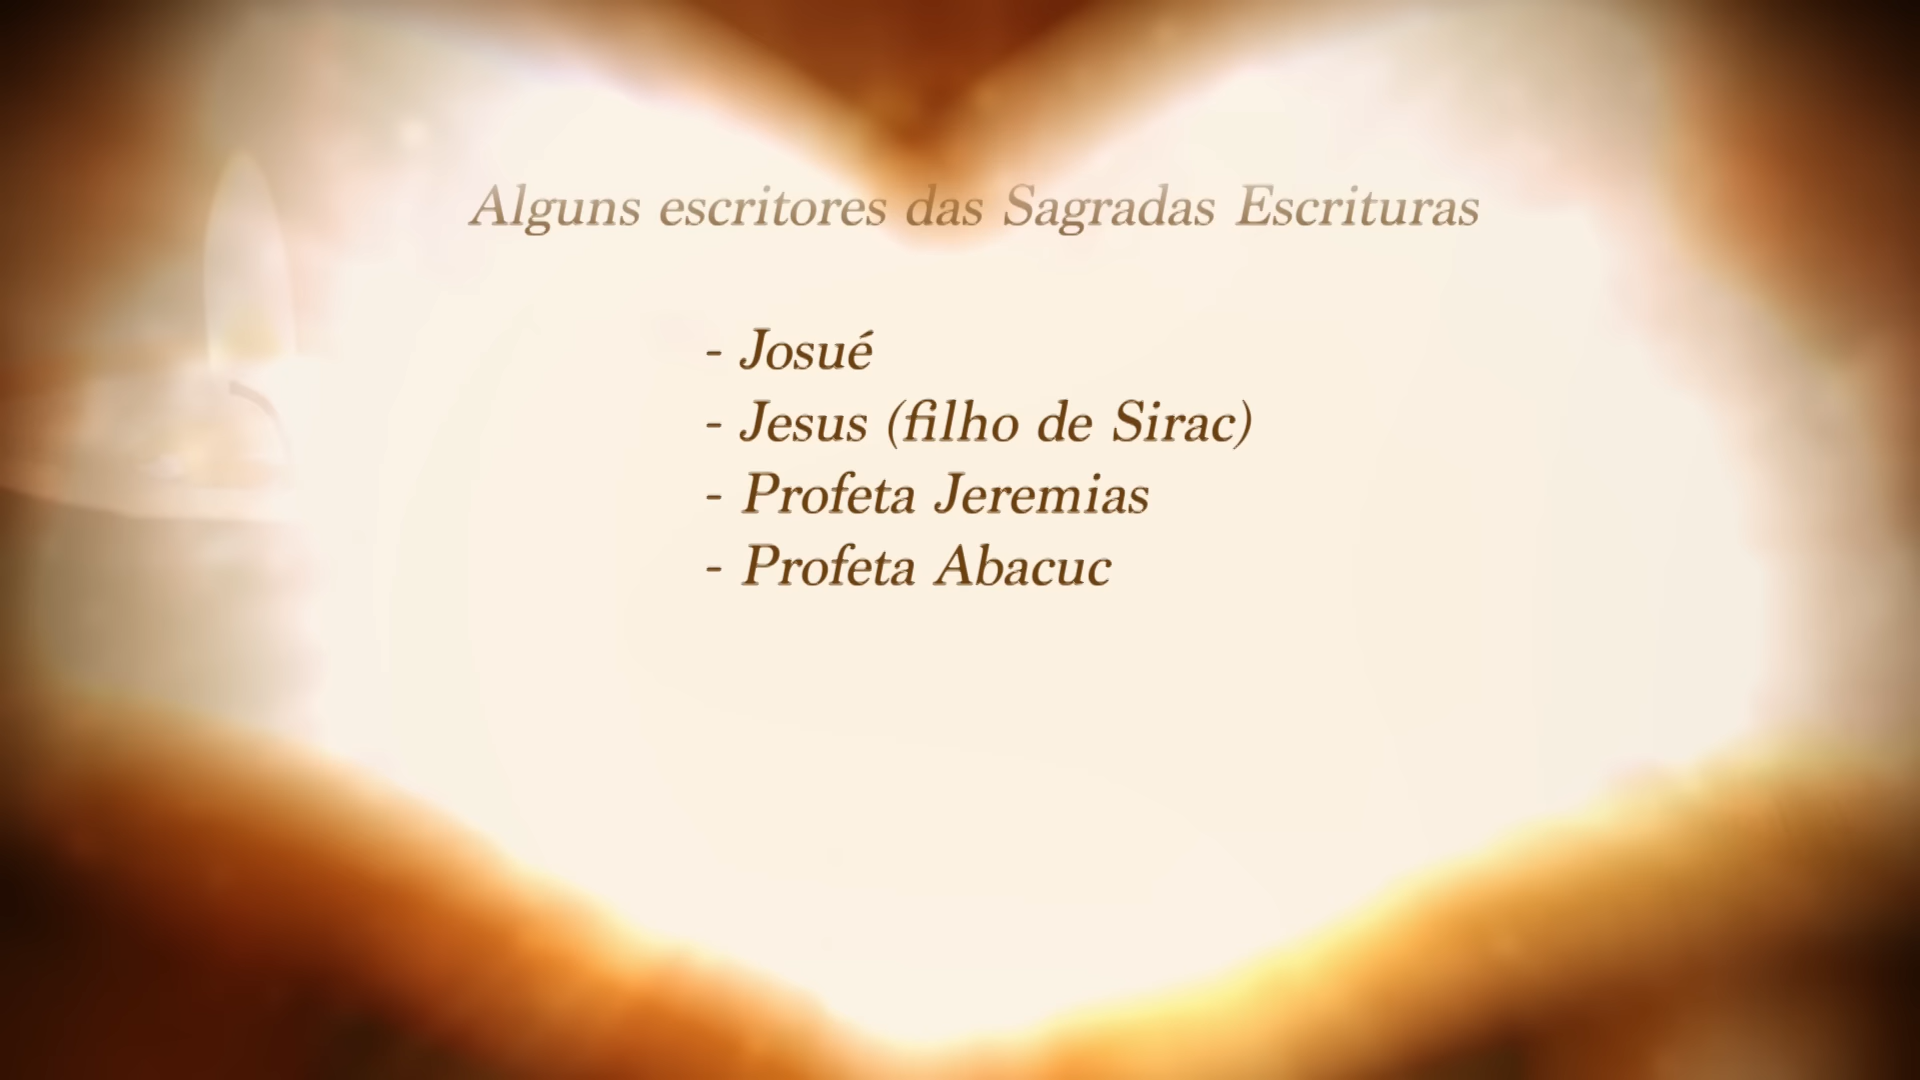 Alguns escritores das Sagradas Escrituras
- Josué
- Jesus (filho de Sirac)
- Profeta Jeremias
- Profeta Abacuc